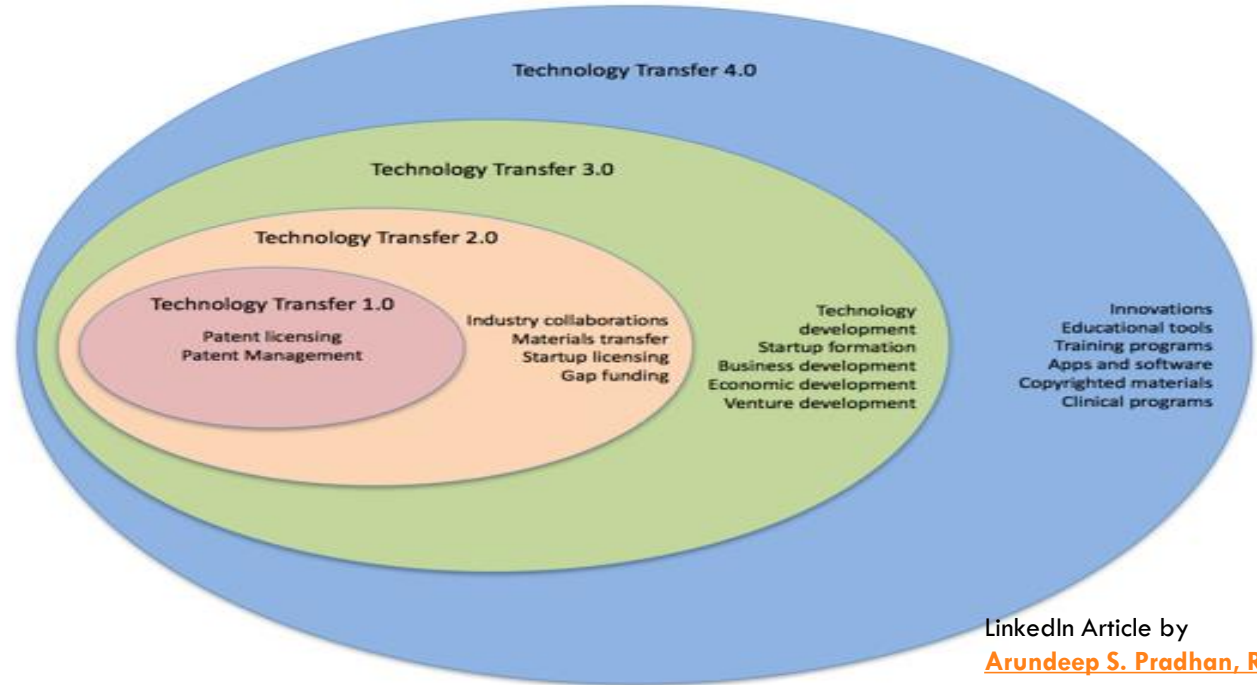 Technology Transfer 4.0
Technology Transfer 3.0
Technology Transfer 2.0
Technology Transfer 1.0
Patent licensing
Patent Management
Industry collaborations
Materials transfer
Startup licensing
Gap funding
Technology
development
Startup formation
Business development
Economic development
Venture development
Innovations
Educational tools
Training programs
Apps and software
Copyrighted materials
Clinical programs
LinkedIn Article by
Arundeep S. Pradhan,